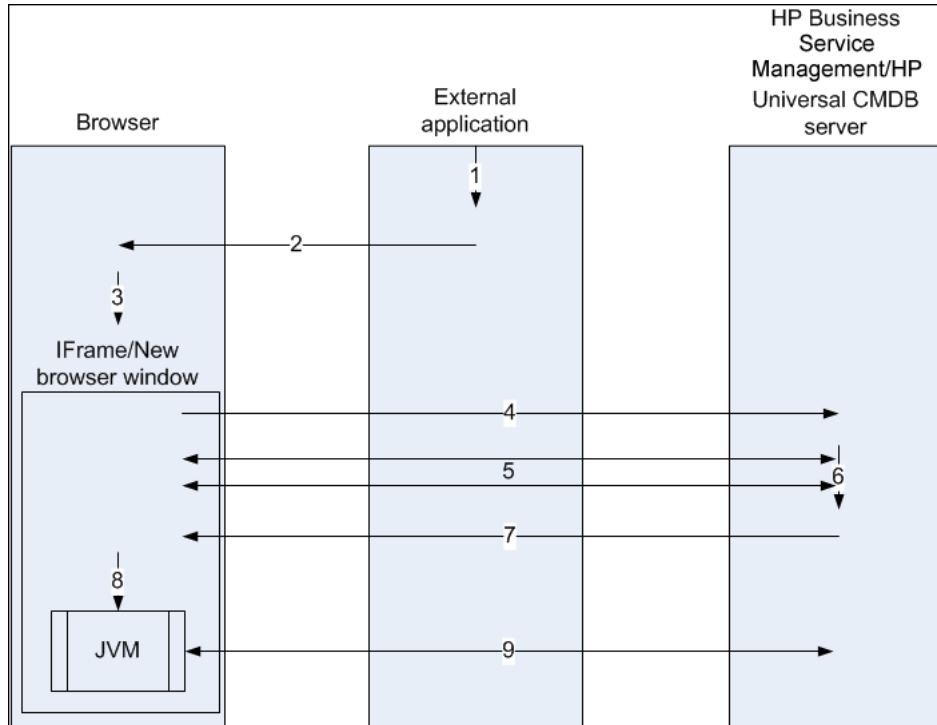 HP Business
Service
Management/HP
Universal CMDB
server
External
application
Browser
1
2
3
IFrame/New
browser window
4
5
6
7
8
JVM
9